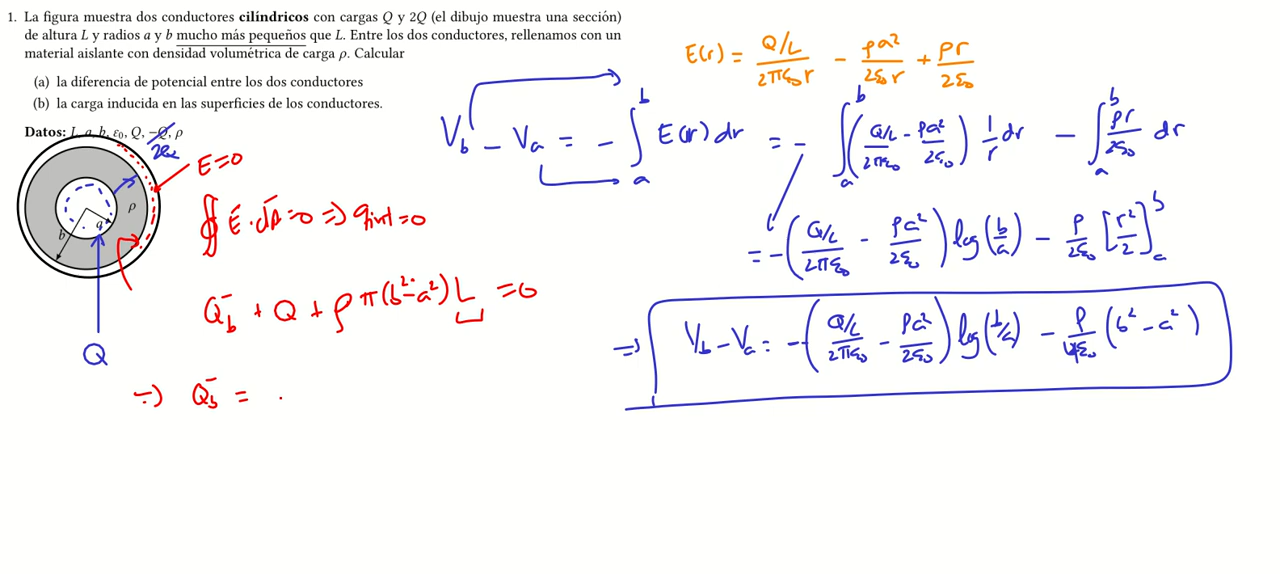 1. La figura muestra dos conductores cilíndricos con cargas Q y 2Q (el dibujo muestra una sección)
de altura L y radios a y b mucho más pequeños que L. Entre los dos conductores, rellenamos con un
material aislante con densidad volumétrica de carga ρ. Calcular
(a) la diferencia de potencial entre los dos conductores
(b) la carga inducida en las superficies de los conductores.
Datos: L, a, b, ε₀, Q, -Q, ρ
2Q
E=0
ρ
a
b
Q
∯ E⃗ · dA⃗ = 0 ⇒ qint = 0
Q_b⁻ + Q + ρ π(b² - a²) L = 0
⇒ Q_b⁻ =
E(r) = (Q/L)/(2πε₀r) - ρa²/(2ε₀r) + ρr/(2ε₀)
V_b - V_a = - ∫_a^b E(r) dr = - ∫_a^b ((Q/L)/(2πε₀) - ρa²/(2ε₀)) 1/r dr - ∫_a^b ρr/(2ε₀) dr
= -((Q/L)/(2πε₀) - ρa²/(2ε₀)) log(b/a) - ρ/(2ε₀) [r²/2]_a^b
⇒ V_b - V_a = -((Q/L)/(2πε₀) - ρa²/(2ε₀)) log(b/a) - ρ/(4ε₀) (b² - a²)